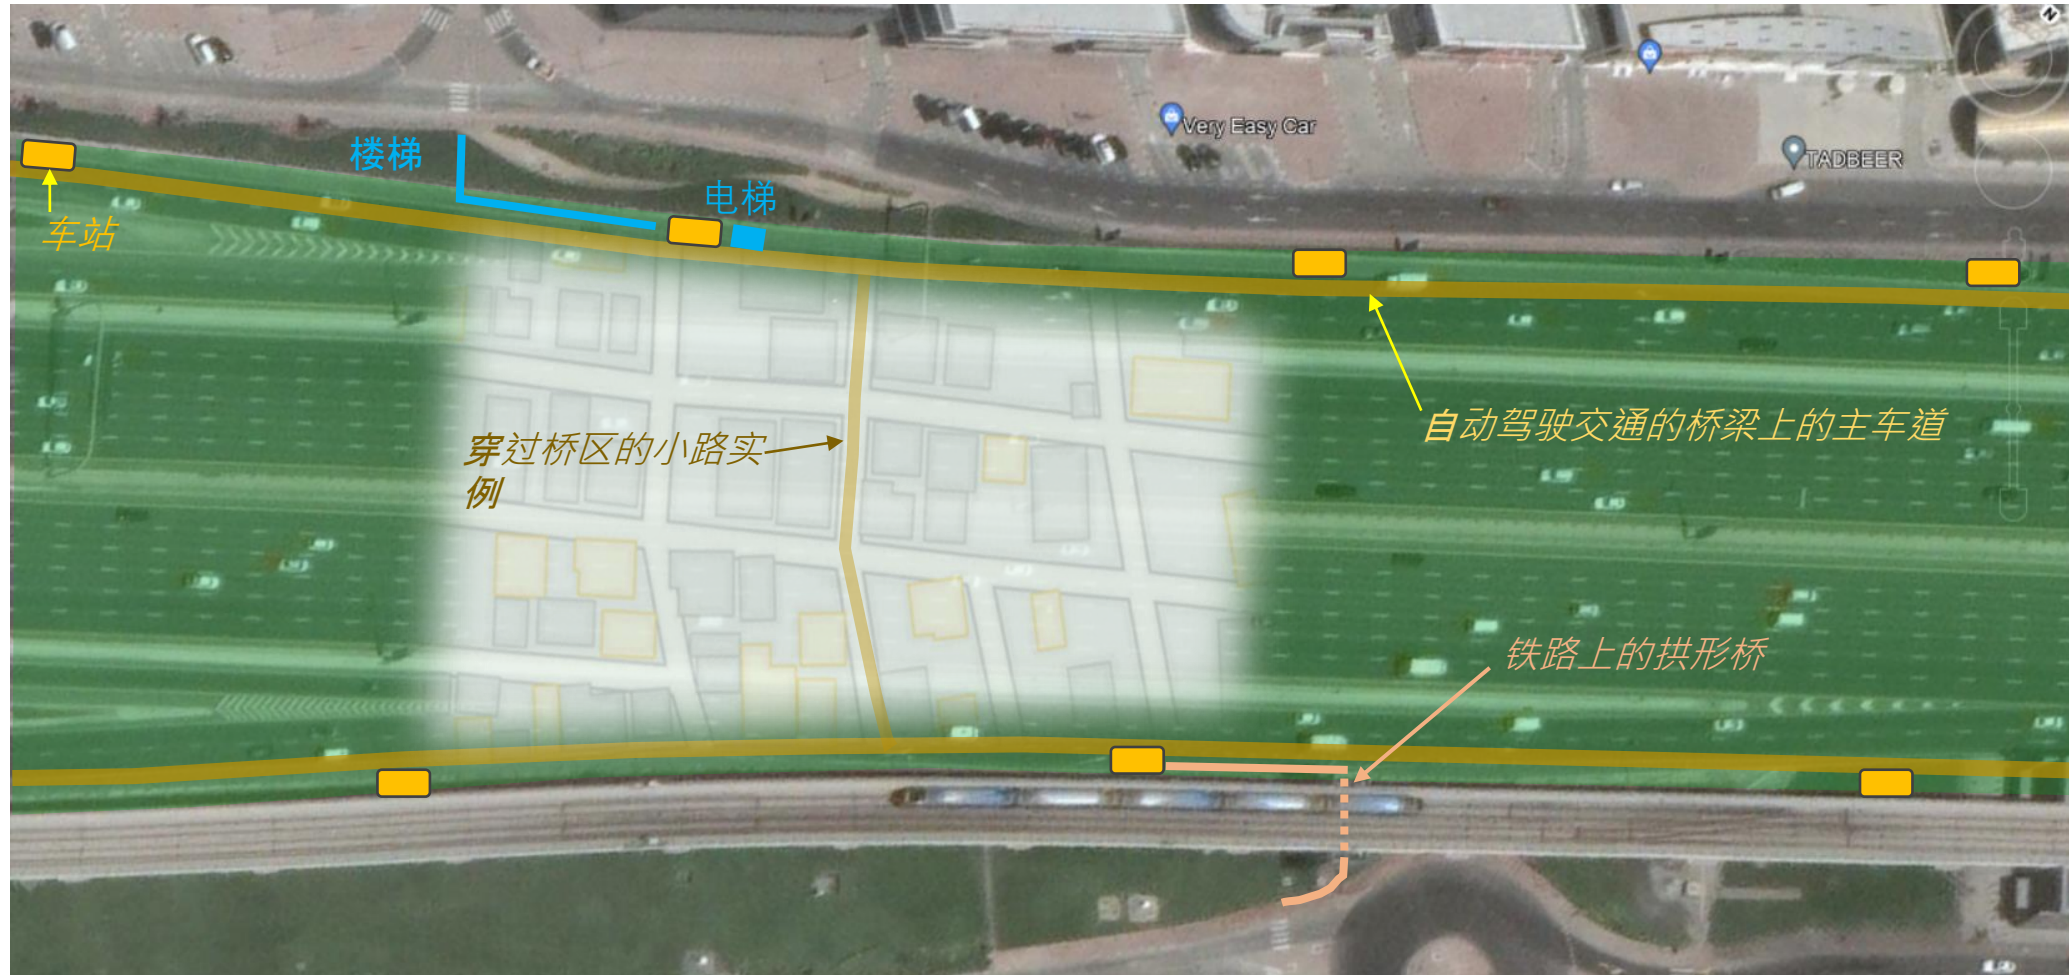 N
Very Easy Car
楼梯
TADBEER
电梯
车站
自动驾驶交通的桥梁上的主车道
穿过桥区的小路实
例
铁路上的拱形桥